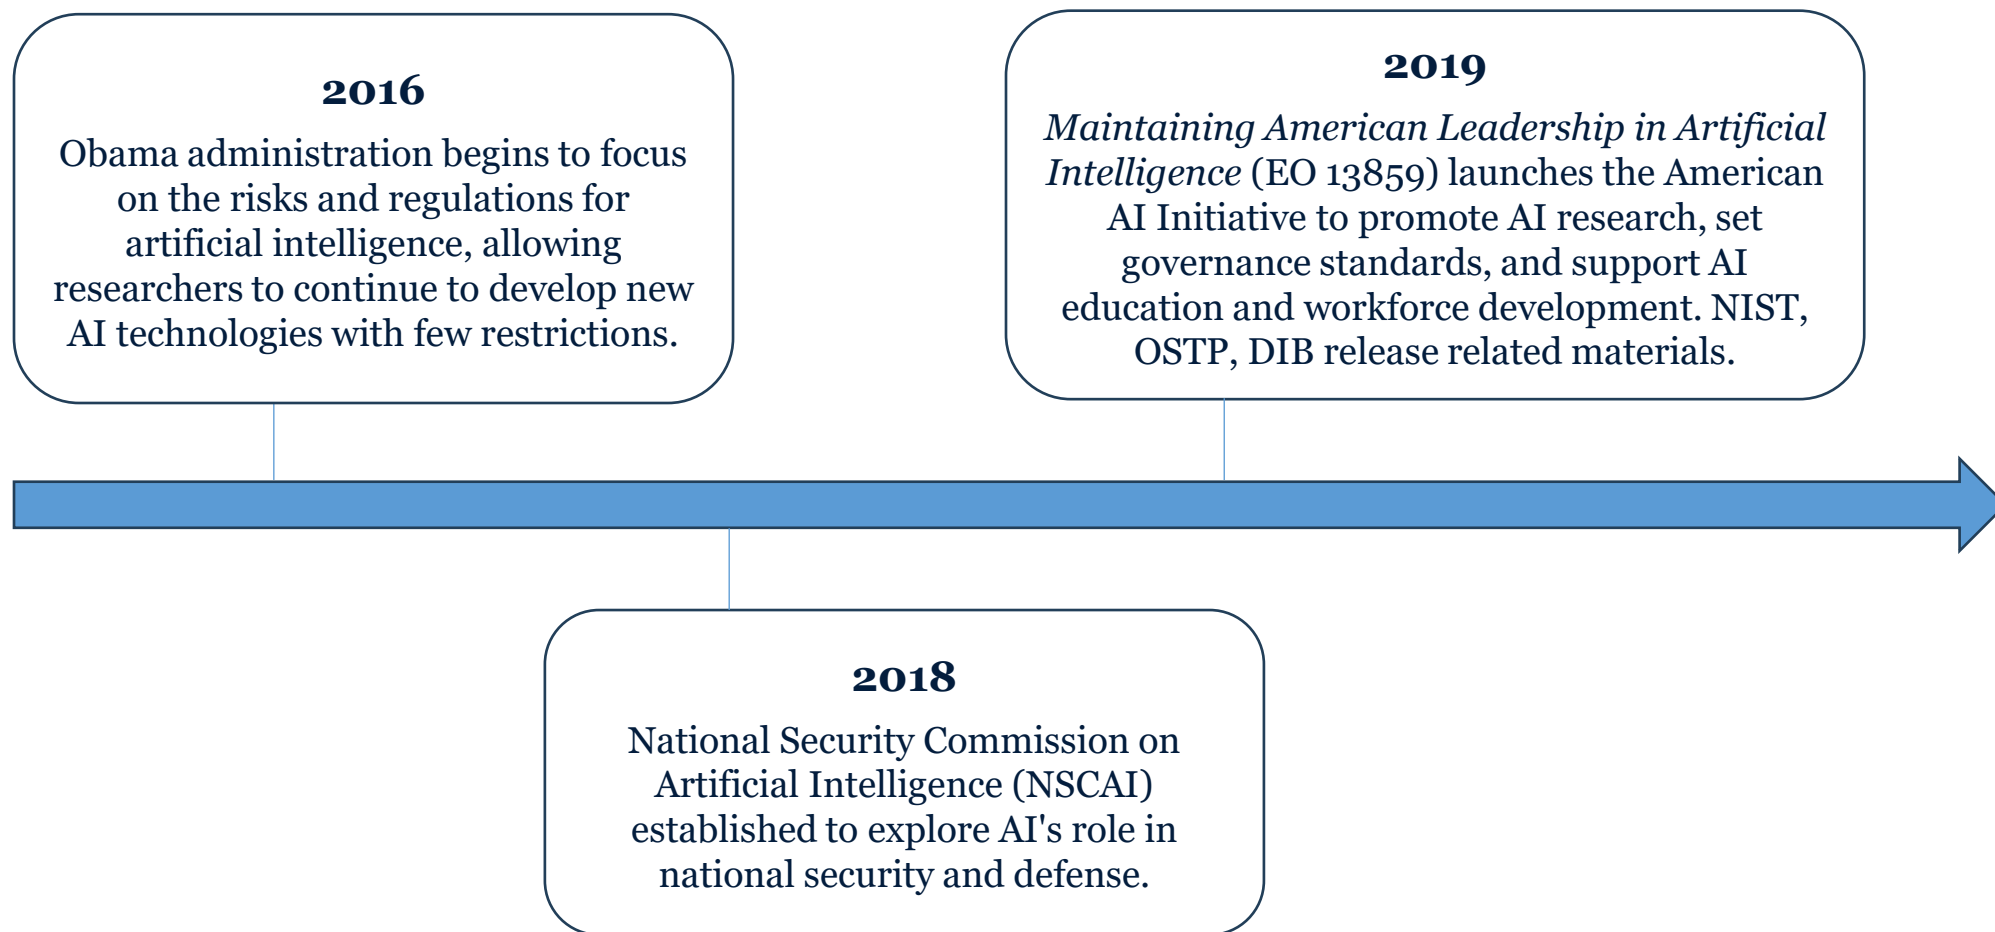 2016
Obama administration begins to focus
on the risks and regulations for
artificial intelligence, allowing
researchers to continue to develop new
AI technologies with few restrictions.
2019
Maintaining American Leadership in Artificial
Intelligence (EO 13859) launches the American
AI Initiative to promote AI research, set
governance standards, and support AI
education and workforce development. NIST,
OSTP, DIB release related materials.
2018
National Security Commission on
Artificial Intelligence (NSCAI)
established to explore AI's role in
national security and defense.